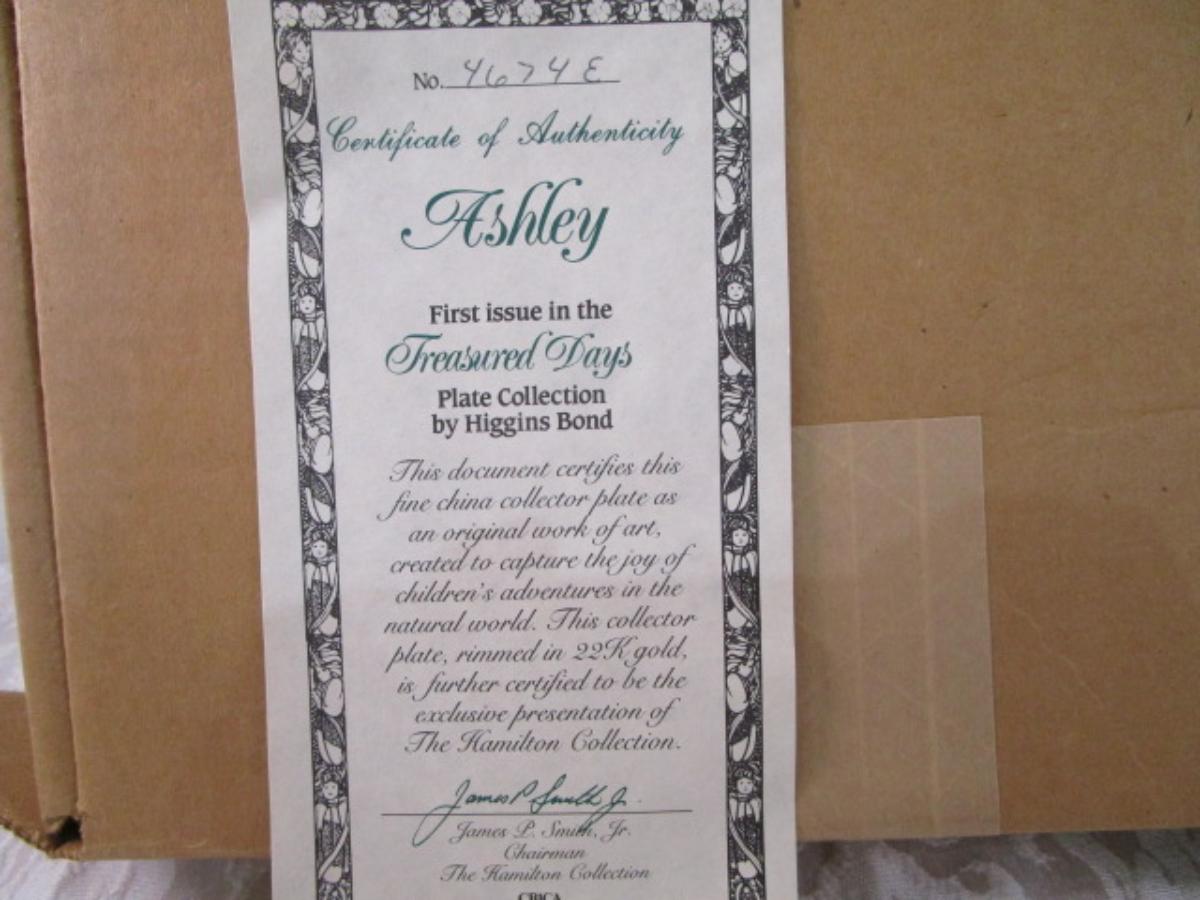 No. 4674E
Certificate of Authenticity
Ashley
First issue in the
Treasured Days
Plate Collection
by Higgins Bond
This document certifies this
fine china collector plate as
an original work of art,
created to capture the joy of
children's adventures in the
natural world. This collector
plate, rimmed in 22K gold,
is further certified to be the
exclusive presentation of
The Hamilton Collection.
James P Smith Jr.
James P. Smith, Jr.
Chairman
The Hamilton Collection